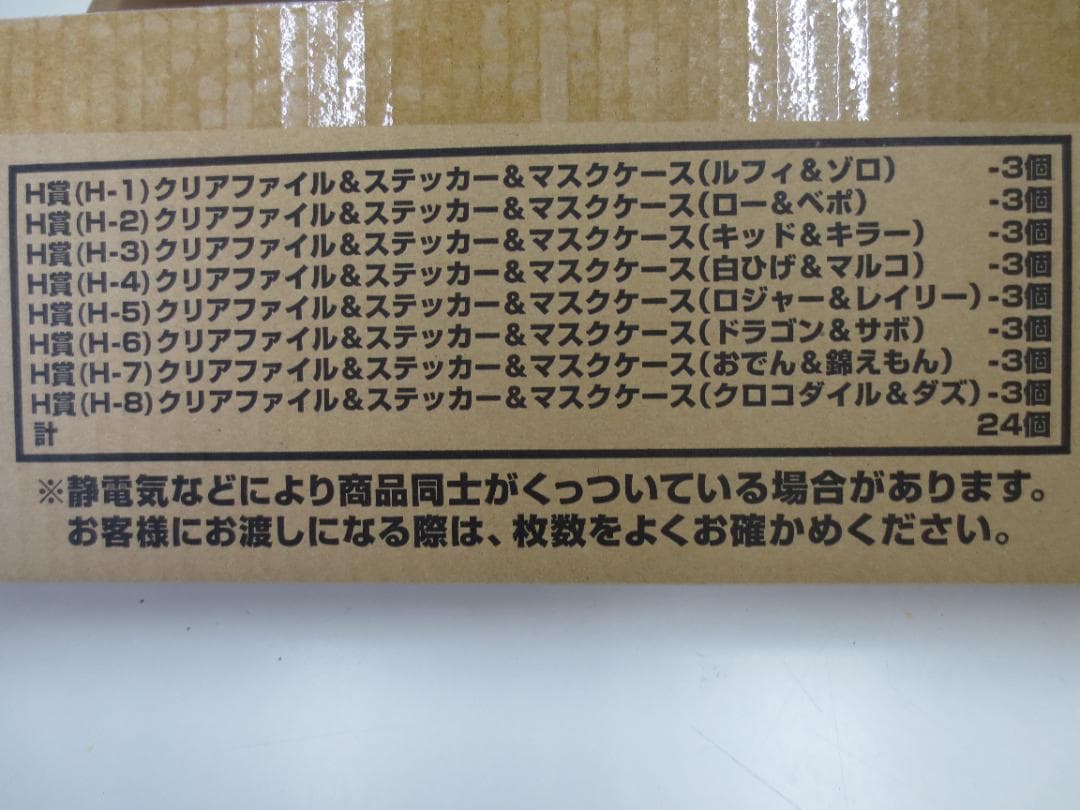 H賞(H-1)クリアファイル&ステッカー&マスクケース(ルフィ&ゾロ) -3個
H賞(H-2)クリアファイル&ステッカー&マスクケース(ロー&ベポ) -3個
H賞(H-3)クリアファイル&ステッカー&マスクケース(キッド&キラー) -3個
H賞(H-4)クリアファイル&ステッカー&マスクケース(白ひげ&マルコ) -3個
H賞(H-5)クリアファイル&ステッカー&マスクケース(ロジャー&レイリー)-3個
H賞(H-6)クリアファイル&ステッカー&マスクケース(ドラゴン&サボ) -3個
H賞(H-7)クリアファイル&ステッカー&マスクケース(おでん&錦えもん) -3個
H賞(H-8)クリアファイル&ステッカー&マスクケース(クロコダイル&ダズ)-3個
計 24個
※静電気などにより商品同士がくっついている場合があります。
お客様にお渡しになる際は、枚数をよくお確かめください。